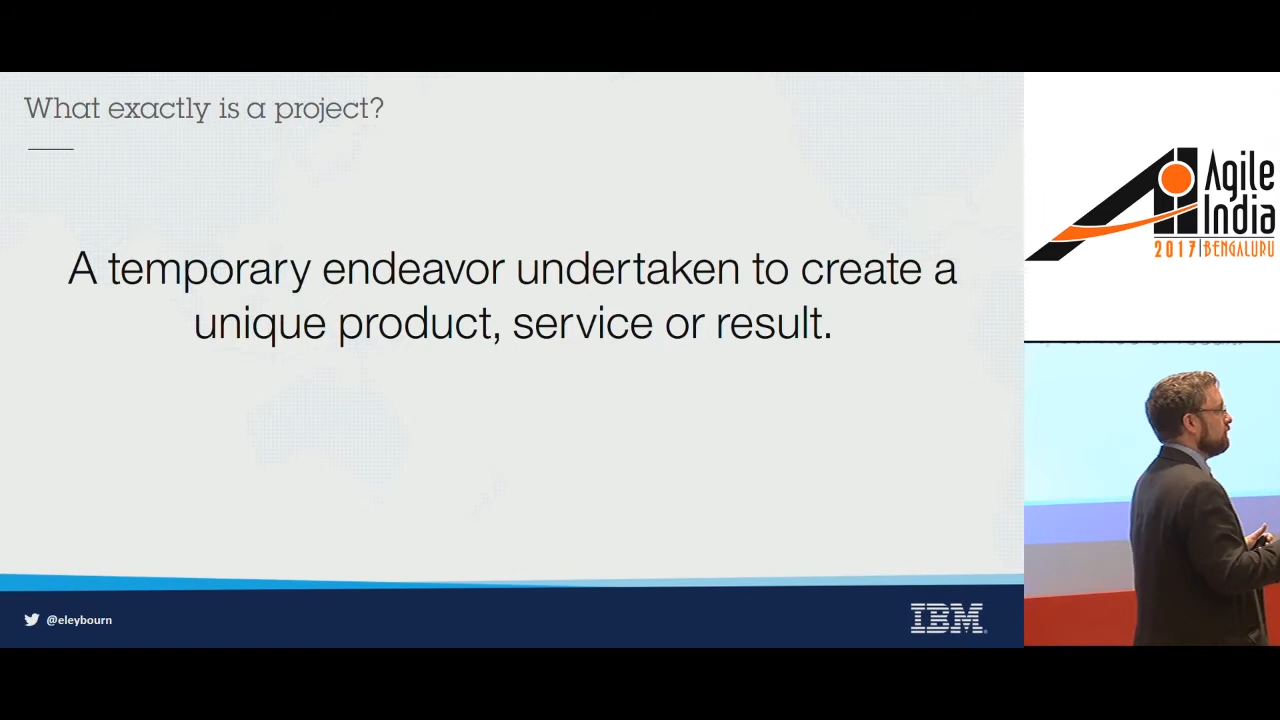 What exactly is a project?
A temporary endeavor undertaken to create a
unique product, service or result.
@eleybourn
IBM
Agile
India
2017 | BENGALURU